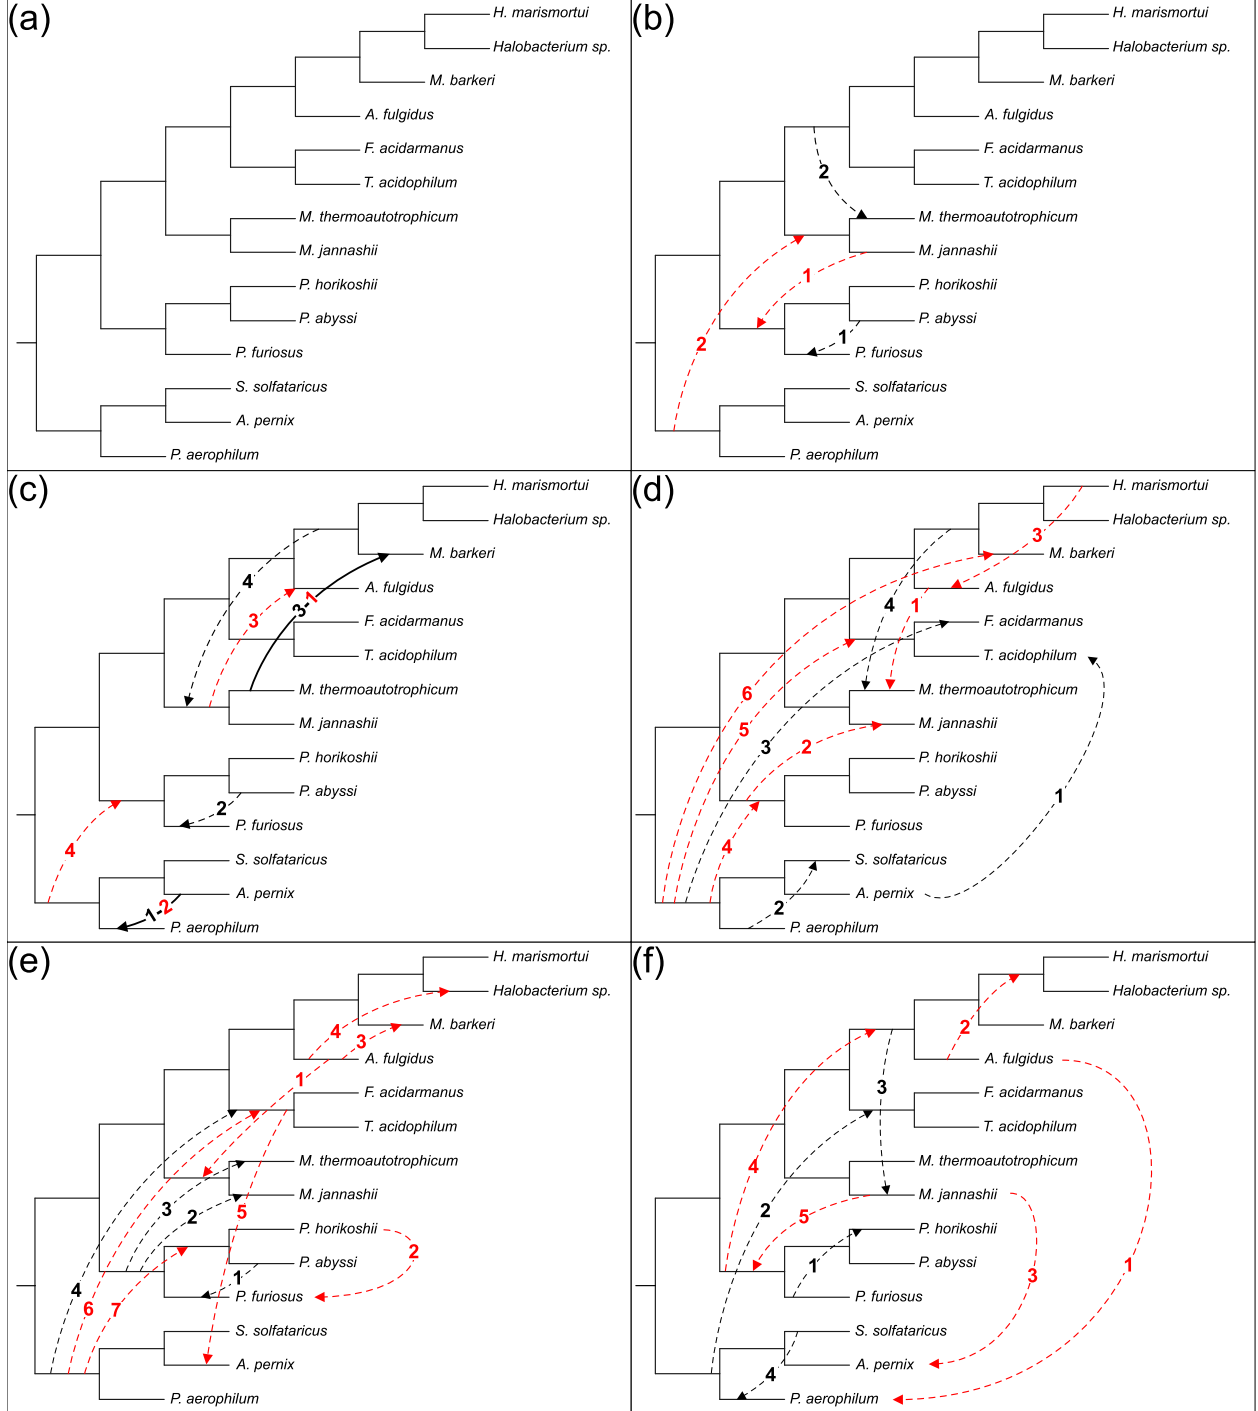 (a)
H. marismortui
Halobacterium sp.
M. barkeri
A. fulgidus
F. acidarmanus
T. acidophilum
M. thermoautotrophicum
M. jannashii
P. horikoshii
P. abyssi
P. furiosus
S. solfataricus
A. pernix
P. aerophilum
(b)
H. marismortui
Halobacterium sp.
M. barkeri
A. fulgidus
F. acidarmanus
2
T. acidophilum
M. thermoautotrophicum
M. jannashii
1
P. horikoshii
P. abyssi
1
2
P. furiosus
S. solfataricus
A. pernix
P. aerophilum
(c)
H. marismortui
Halobacterium sp.
M. barkeri
4
A. fulgidus
3-1
3
F. acidarmanus
T. acidophilum
M. thermoautotrophicum
M. jannashii
P. horikoshii
P. abyssi
2
P. furiosus
4
S. solfataricus
A. pernix
1-2
P. aerophilum
(d)
H. marismortui
Halobacterium sp.
3
M. barkeri
A. fulgidus
4
1
F. acidarmanus
T. acidophilum
6
M. thermoautotrophicum
M. jannashii
5
3
2
P. horikoshii
P. abyssi
1
P. furiosus
4
S. solfataricus
A. pernix
2
P. aerophilum
(e)
H. marismortui
Halobacterium sp.
M. barkeri
4
3
A. fulgidus
1
F. acidarmanus
T. acidophilum
M. thermoautotrophicum
M. jannashii
3
2
5
P. horikoshii
2
P. abyssi
1
4
P. furiosus
6
7
S. solfataricus
A. pernix
P. aerophilum
(f)
H. marismortui
Halobacterium sp.
M. barkeri
2
A. fulgidus
3
F. acidarmanus
T. acidophilum
4
M. thermoautotrophicum
M. jannashii
2
5
P. horikoshii
P. abyssi
1
1
3
P. furiosus
S. solfataricus
A. pernix
4
P. aerophilum